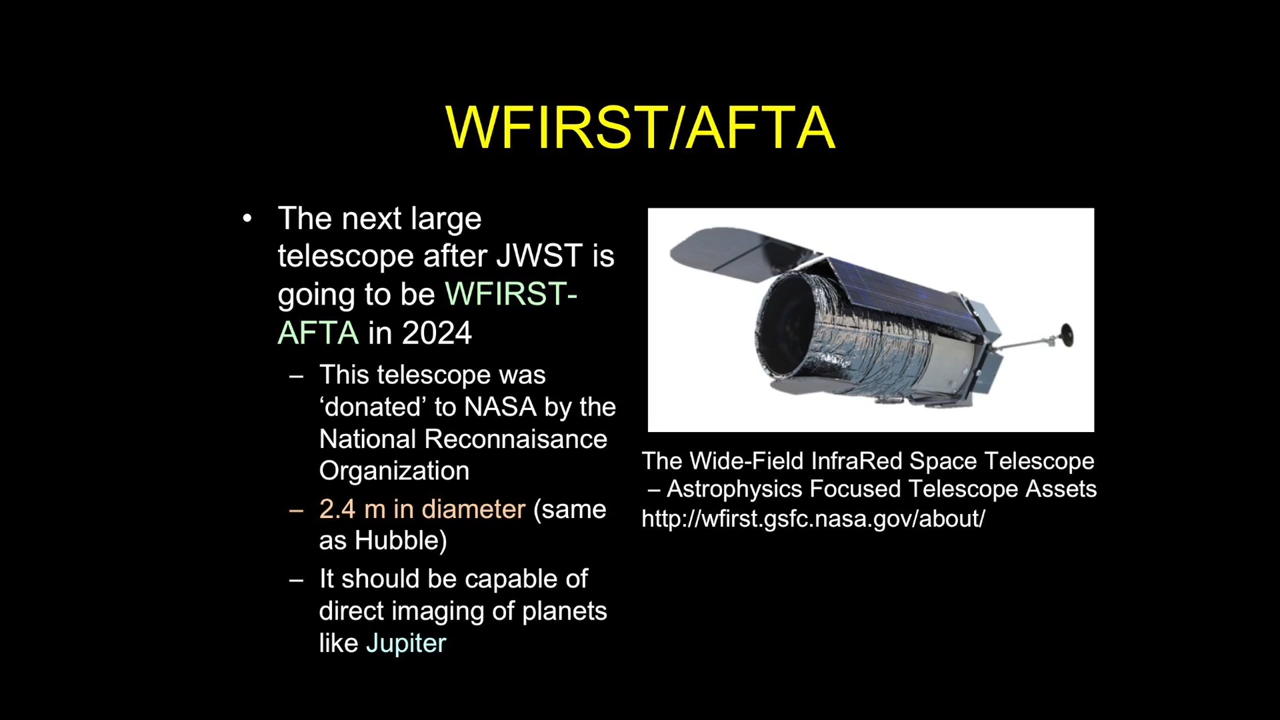 WFIRST/AFTA
• The next large
telescope after JWST is
going to be WFIRST-
AFTA in 2024
– This telescope was
‘donated’ to NASA by the
National Reconnaisance
Organization
– 2.4 m in diameter (same
as Hubble)
– It should be capable of
direct imaging of planets
like Jupiter
The Wide-Field InfraRed Space Telescope
– Astrophysics Focused Telescope Assets
http://wfirst.gsfc.nasa.gov/about/